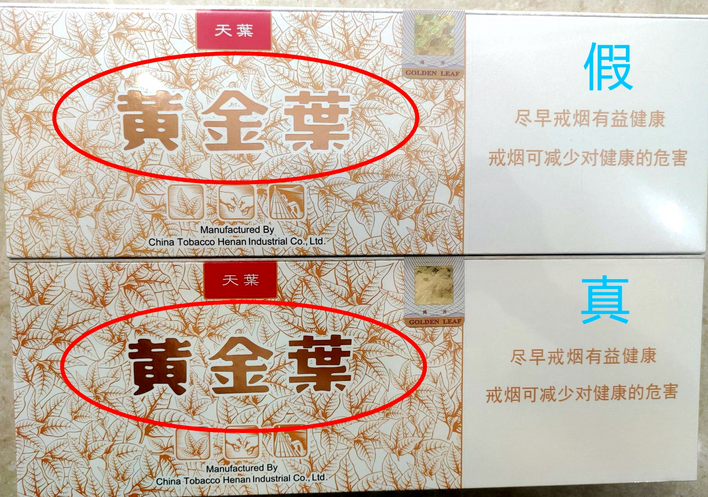 天葉
GOLDEN LEAF
黄金葉
假
尽早戒烟有益健康
戒烟可减少对健康的危害
Manufactured By
China Tobacco Henan Industrial Co., Ltd.
天葉
GOLDEN LEAF
黄金葉
真
尽早戒烟有益健康
戒烟可减少对健康的危害
Manufactured By
China Tobacco Henan Industrial Co., Ltd.